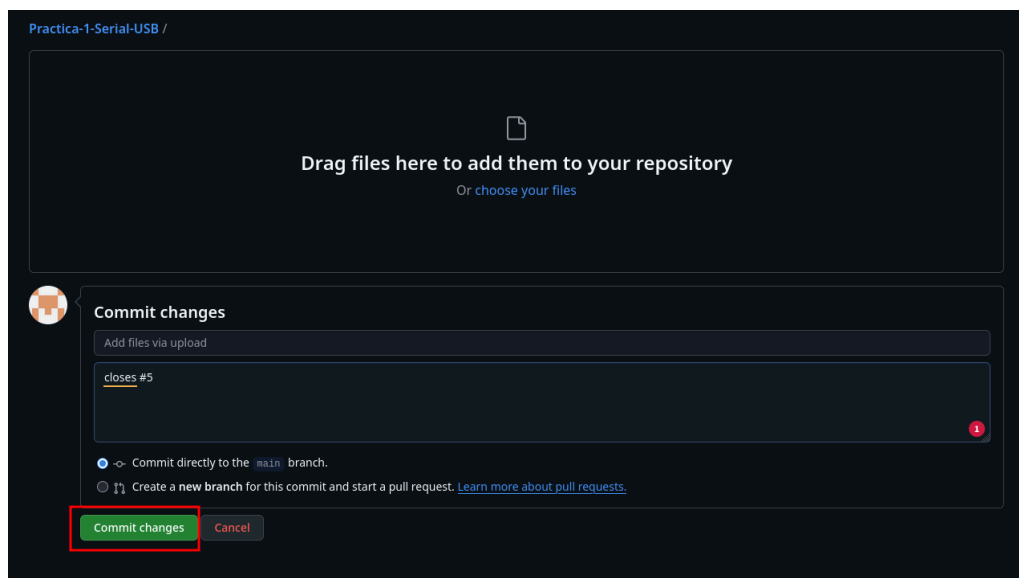 Practica-1-Serial-USB /
Drag files here to add them to your repository
Or choose your files
Commit changes
Add files via upload
closes #5
1
Commit directly to the main branch.
Create a new branch for this commit and start a pull request. Learn more about pull requests.
Commit changes Cancel